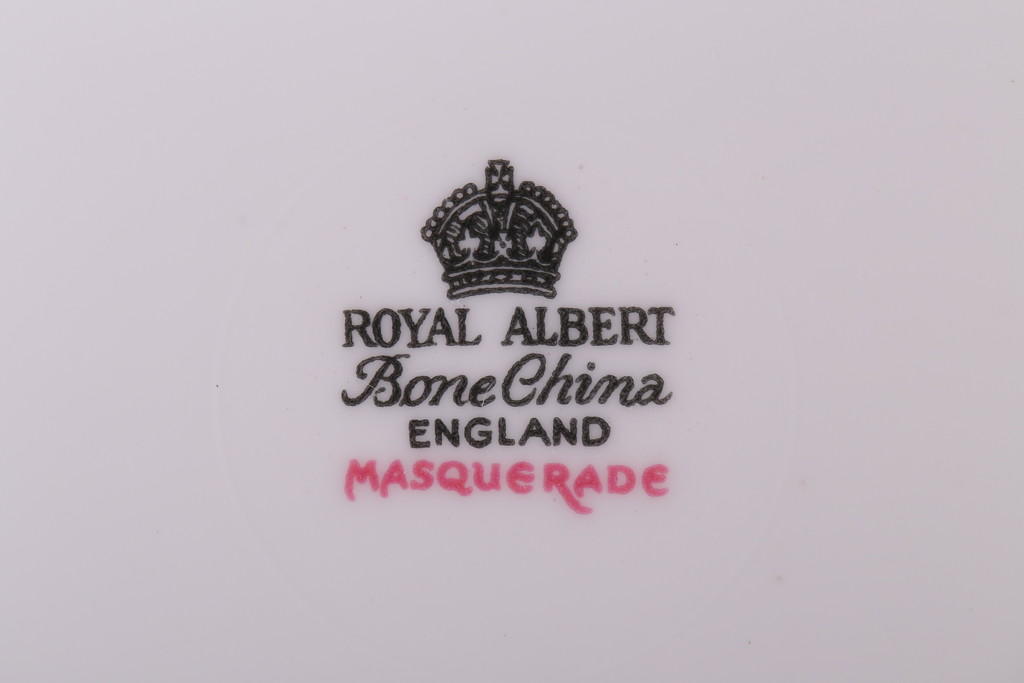 ROYAL ALBERT
Bone China
ENGLAND
MASQUERADE